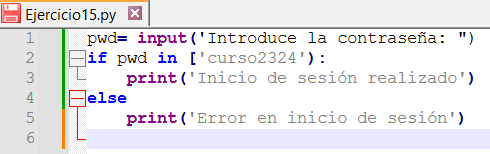 Ejercicio15.py
1 pwd= input('Introduce la contraseña: ")
2 if pwd in ['curso2324'):
3 print('Inicio de sesión realizado')
4 else
5 print('Error en inicio de sesión')
6